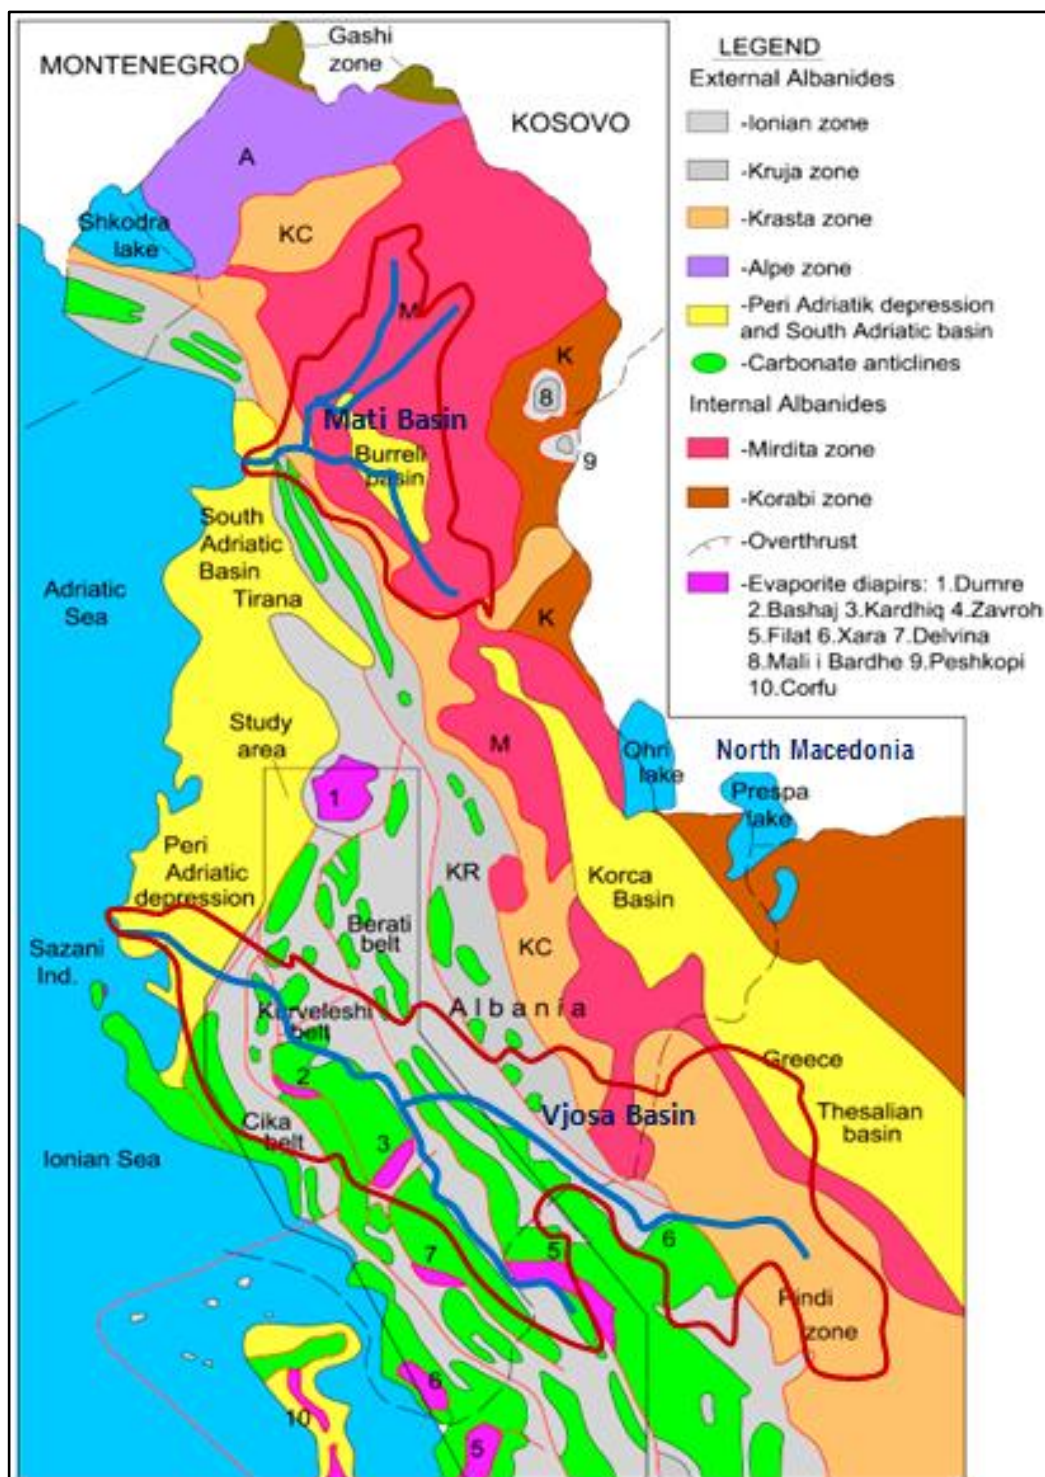 Gashi
zone
MONTENEGRO
KOSOVO
A
Shkodra
lake
KC
M
K
8
9
Mati Basin
Burreli
basin
South
Adriatic
Basin
Tirana
Adriatic
Sea
K
Study
area
M
Ohri
lake
North Macedonia
Prespa
lake
1
Peri
Adriatic
depression
KR
Korca
Basin
Berati
belt
KC
Sazani
Ind.
Albania
Kurveleshi
belt
Greece
2
Vjosa Basin
Thesalian
basin
Cika
belt
3
Ionian Sea
7
5
6
Pindi
zone
6
10
5
LEGEND
External Albanides
-Ionian zone
-Kruja zone
-Krasta zone
-Alpe zone
-Peri Adriatik depression
and South Adriatic basin
-Carbonate anticlines
Internal Albanides
-Mirdita zone
-Korabi zone
-Overthrust
-Evaporite diapirs: 1.Dumre
2.Bashaj 3.Kardhiq 4.Zavroh
5.Filat 6.Xara 7.Delvina
8.Mali i Bardhe 9.Peshkopi
10.Corfu